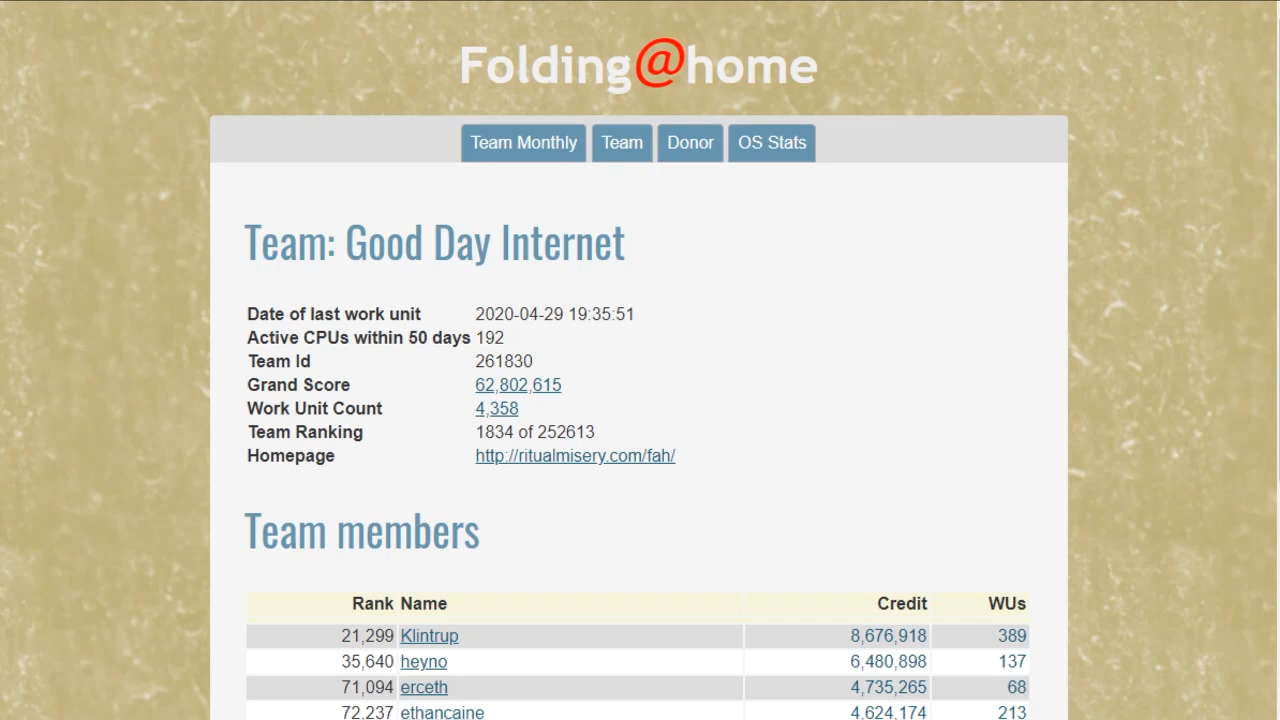 Folding@home
Team Monthly Team Donor OS Stats
Team: Good Day Internet
Date of last work unit 2020-04-29 19:35:51
Active CPUs within 50 days 192
Team Id 261830
Grand Score 62,802,615
Work Unit Count 4,358
Team Ranking 1834 of 252613
Homepage http://ritualmisery.com/fah/
Team members
Rank Name Credit WUs
21,299 Klintrup 8,676,918 389
35,640 heyno 6,480,898 137
71,094 erceth 4,735,265 68
72,237 ethancaine 4,624,174 213